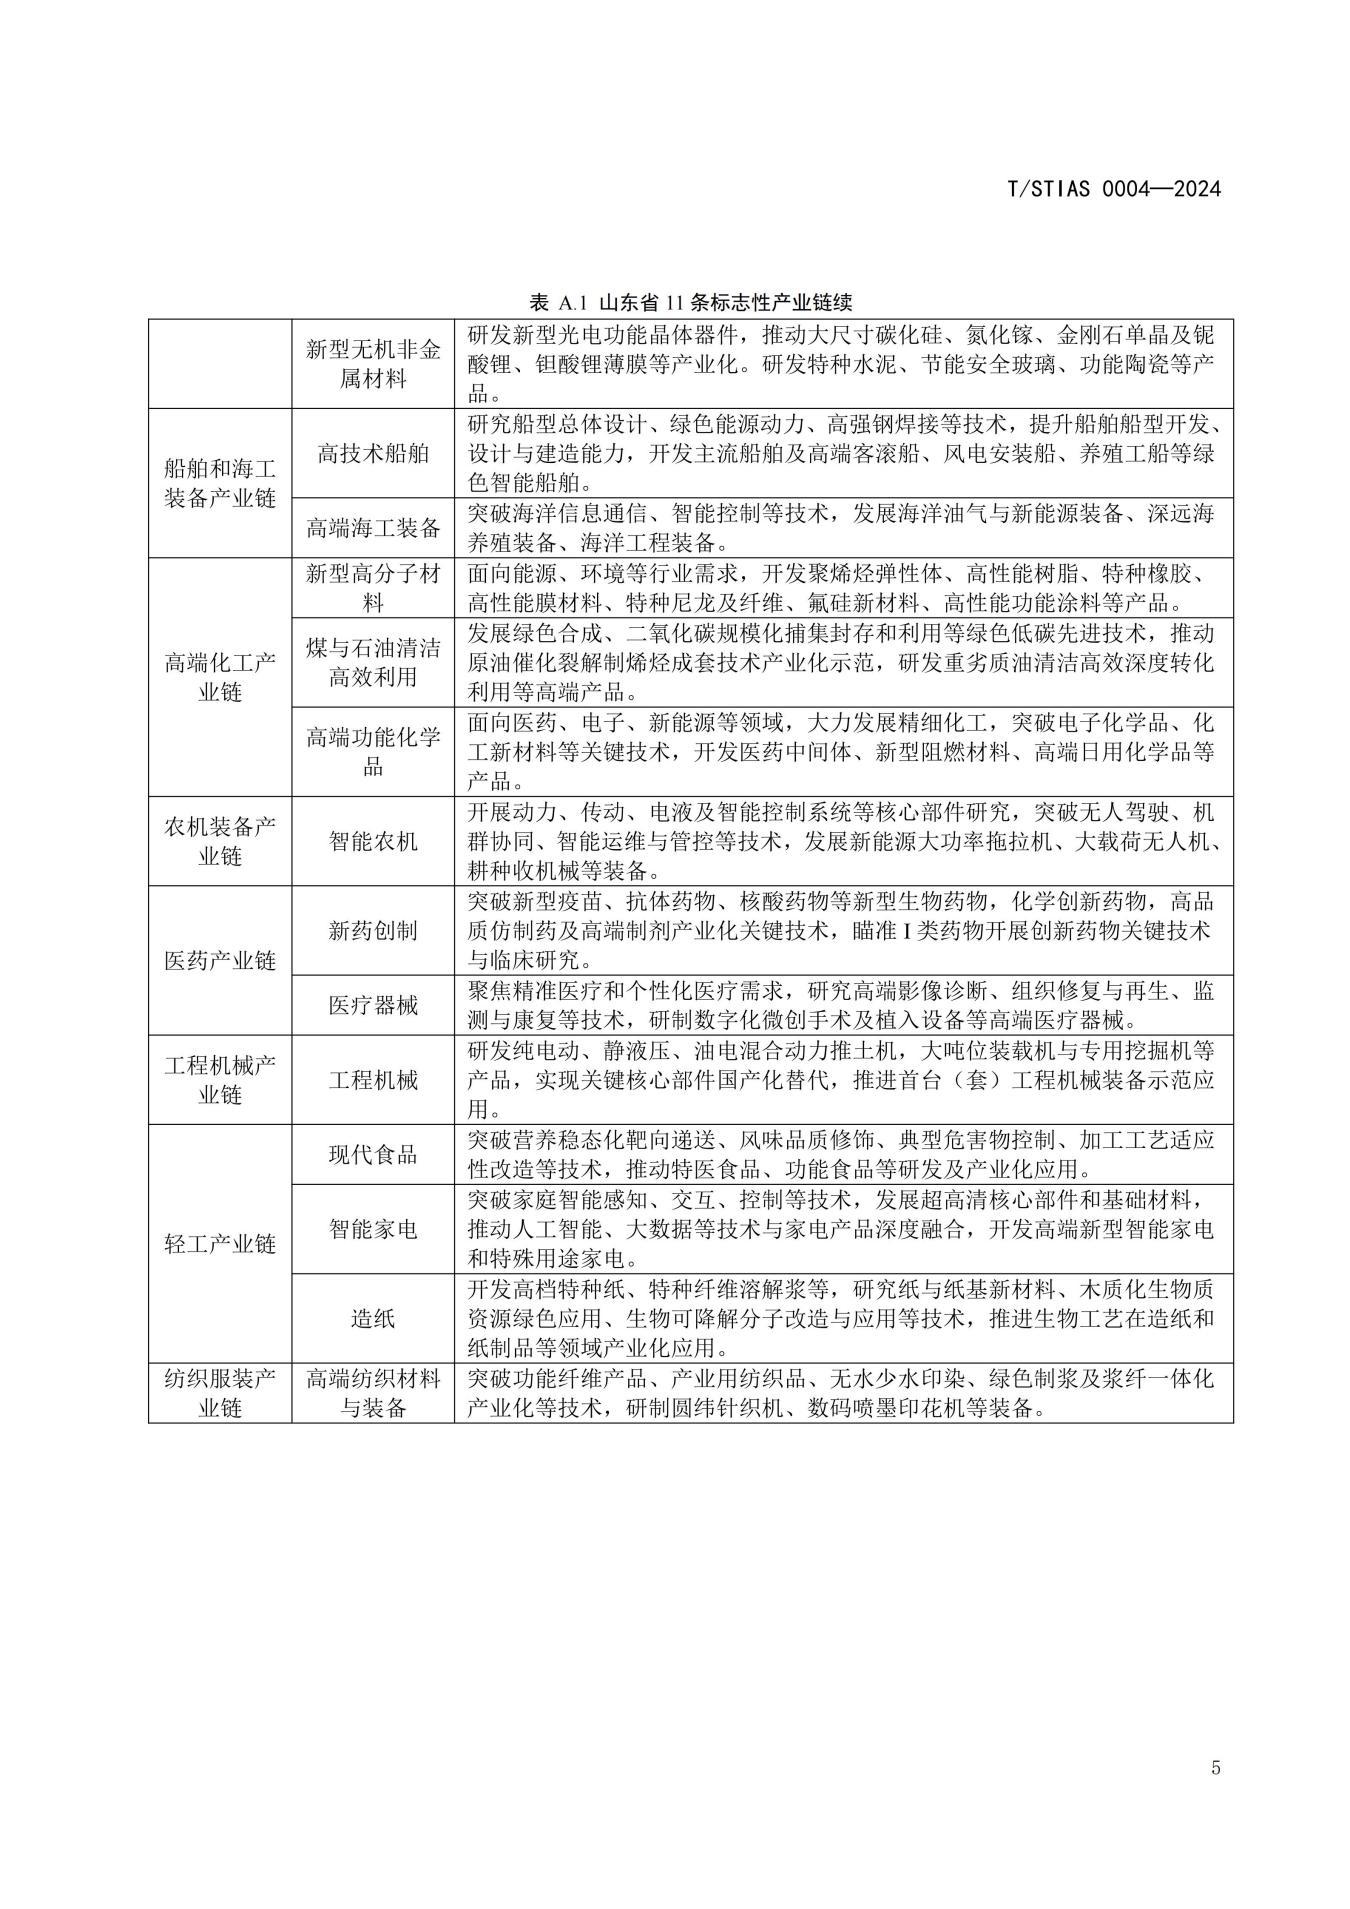 T/STIAS 0004—2024
表 A.1 山东省 11 条标志性产业链续
新型无机非金
属材料
研发新型光电功能晶体器件，推动大尺寸碳化硅、氮化镓、金刚石单晶及铌
酸锂、钽酸锂薄膜等产业化。研发特种水泥、节能安全玻璃、功能陶瓷等产
品。
船舶和海工
装备产业链
高技术船舶
研究船型总体设计、绿色能源动力、高强钢焊接等技术，提升船舶船型开发、
设计与建造能力，开发主流船舶及高端客滚船、风电安装船、养殖工船等绿
色智能船舶。
高端海工装备
突破海洋信息通信、智能控制等技术，发展海洋油气与新能源装备、深远海
养殖装备、海洋工程装备。
高端化工产
业链
新型高分子材
料
面向能源、环境等行业需求，开发聚烯烃弹性体、高性能树脂、特种橡胶、
高性能膜材料、特种尼龙及纤维、氟硅新材料、高性能功能涂料等产品。
煤与石油清洁
高效利用
发展绿色合成、二氧化碳规模化捕集封存和利用等绿色低碳先进技术，推动
原油催化裂解制烯烃成套技术产业化示范，研发重劣质油清洁高效深度转化
利用等高端产品。
高端功能化学
品
面向医药、电子、新能源等领域，大力发展精细化工，突破电子化学品、化
工新材料等关键技术，开发医药中间体、新型阻燃材料、高端日用化学品等
产品。
农机装备产
业链
智能农机
开展动力、传动、电液及智能控制系统等核心部件研究，突破无人驾驶、机
群协同、智能运维与管控等技术，发展新能源大功率拖拉机、大载荷无人机、
耕种收机械等装备。
医药产业链
新药创制
突破新型疫苗、抗体药物、核酸药物等新型生物药物，化学创新药物，高品
质仿制药及高端制剂产业化关键技术，瞄准 I 类药物开展创新药物关键技术
与临床研究。
医疗器械
聚焦精准医疗和个性化医疗需求，研究高端影像诊断、组织修复与再生、监
测与康复等技术，研制数字化微创手术及植入设备等高端医疗器械。
工程机械产
业链
工程机械
研发纯电动、静液压、油电混合动力推土机，大吨位装载机与专用挖掘机等
产品，实现关键核心部件国产化替代，推进首台（套）工程机械装备示范应
用。
轻工产业链
现代食品
突破营养稳态化靶向递送、风味品质修饰、典型危害物控制、加工工艺适应
性改造等技术，推动特医食品、功能食品等研发及产业化应用。
智能家电
突破家庭智能感知、交互、控制等技术，发展超高清核心部件和基础材料，
推动人工智能、大数据等技术与家电产品深度融合，开发高端新型智能家电
和特殊用途家电。
造纸
开发高档特种纸、特种纤维溶解浆等，研究纸与纸基新材料、木质化生物质
资源绿色应用、生物可降解分子改造与应用等技术，推进生物工艺在造纸和
纸制品等领域产业化应用。
纺织服装产
业链
高端纺织材料
与装备
突破功能纤维产品、产业用纺织品、无水少水印染、绿色制浆及浆纤一体化
产业化等技术，研制圆纬针织机、数码喷墨印花机等装备。
5